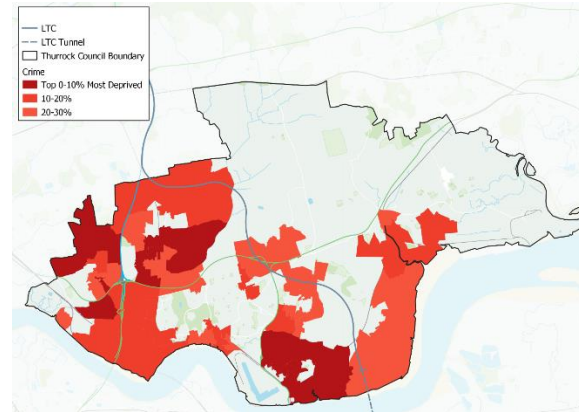 LTC
LTC Tunnel
Thurrock Council Boundary
Crime
Top 0-10% Most Deprived
10-20%
20-30%